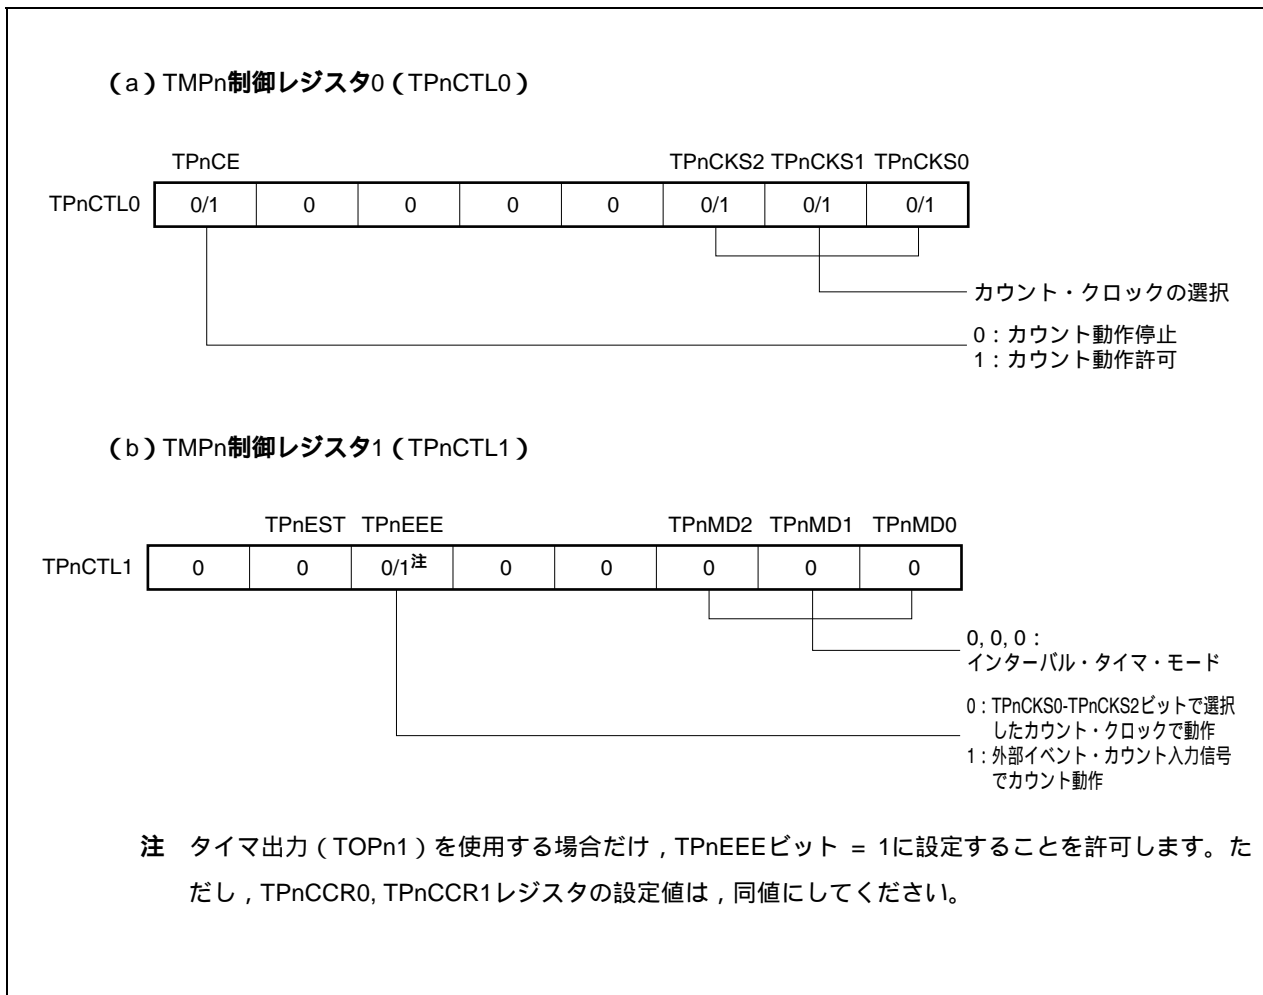 （a）TMPn制御レジスタ0（TPnCTL0）
TPnCE TPnCKS2 TPnCKS1 TPnCKS0
TPnCTL0 0/1 0 0 0 0 0/1 0/1 0/1
カウント・クロックの選択
0：カウント動作停止
1：カウント動作許可
（b）TMPn制御レジスタ1（TPnCTL1）
TPnEST TPnEEE TPnMD2 TPnMD1 TPnMD0
TPnCTL1 0 0 0/1注 0 0 0 0 0
0, 0, 0：
インターバル・タイマ・モード
0：TPnCKS0-TPnCKS2ビットで選択
したカウント・クロックで動作
1：外部イベント・カウント入力信号
でカウント動作
注 タイマ出力（TOPn1）を使用する場合だけ，TPnEEEビット = 1に設定することを許可します。た
だし，TPnCCR0, TPnCCR1レジスタの設定値は，同値にしてください。